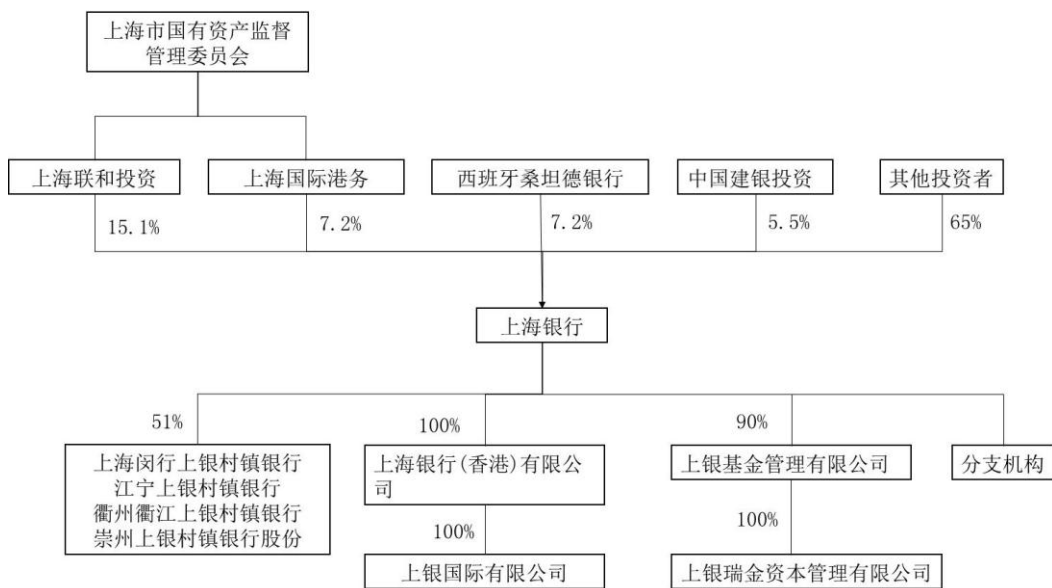 上海市国有资产监督
管理委员会
上海联和投资
上海国际港务
西班牙桑坦德银行
中国建银投资
其他投资者
15.1%
7.2%
7.2%
5.5%
65%
上海银行
51%
100%
90%
上海闵行上银村镇银行
江宁上银村镇银行
衢州衢江上银村镇银行
崇州上银村镇银行股份
上海银行(香港)有限公
司
上银基金管理有限公司
分支机构
100%
100%
上银国际有限公司
上银瑞金资本管理有限公司